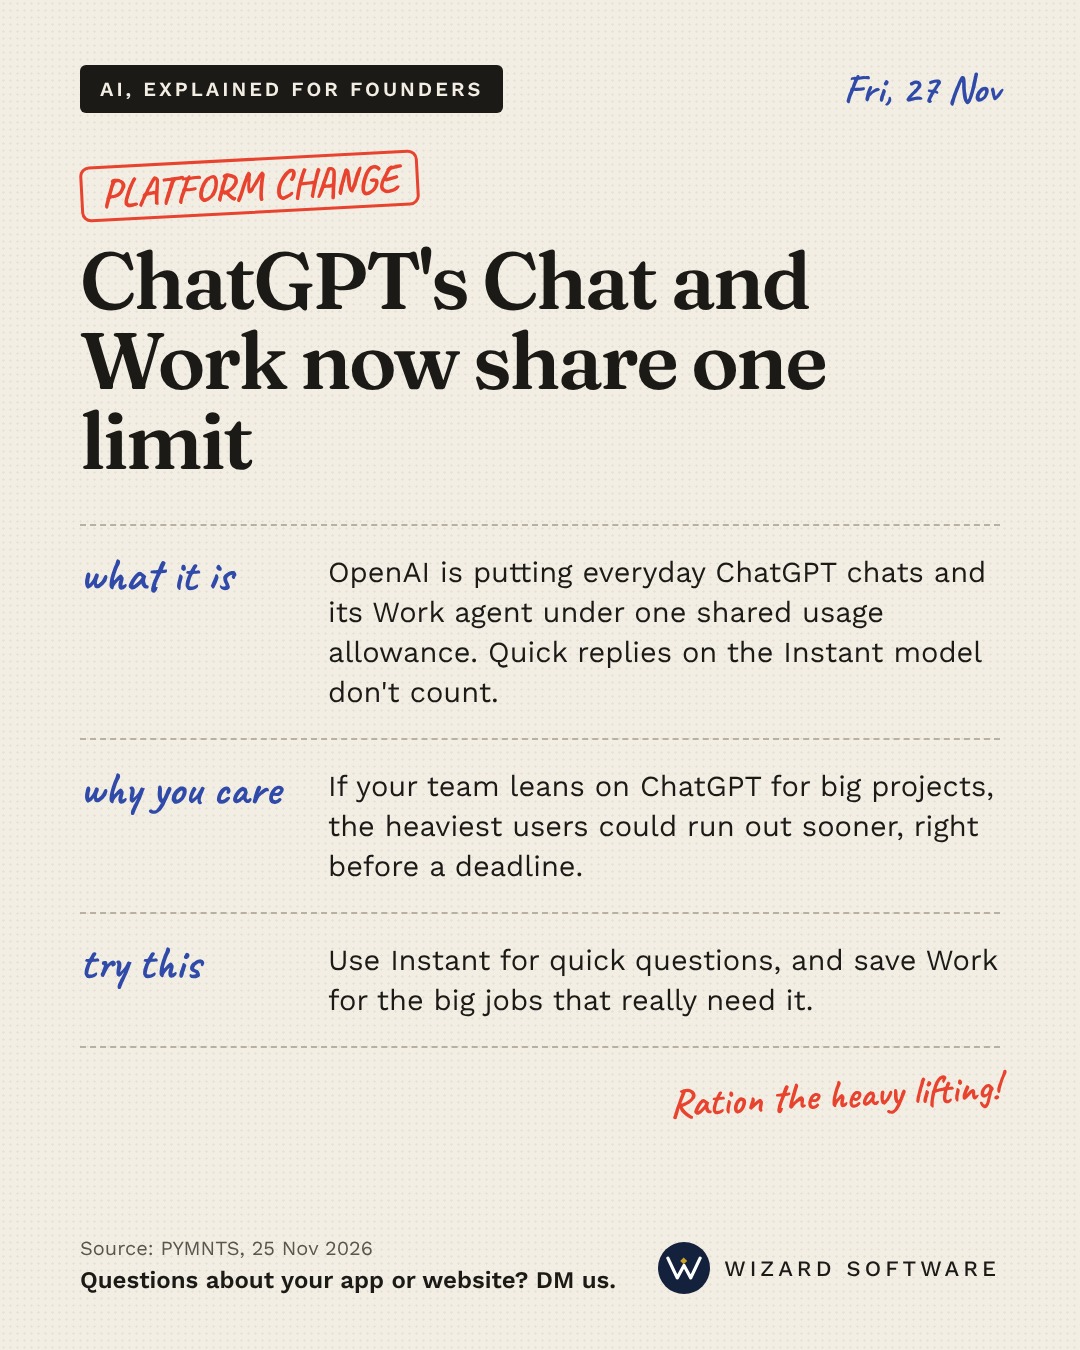 AI, EXPLAINED FOR FOUNDERS
Fri, 27 Nov
PLATFORM CHANGE
ChatGPT's Chat and
Work now share one
limit
what it is
OpenAI is putting everyday ChatGPT chats and
its Work agent under one shared usage
allowance. Quick replies on the Instant model
don't count.
why you care
If your team leans on ChatGPT for big projects,
the heaviest users could run out sooner, right
before a deadline.
try this
Use Instant for quick questions, and save Work
for the big jobs that really need it.
Ration the heavy lifting!
Source: PYMNTS, 25 Nov 2026
Questions about your app or website? DM us.
W
WIZARD SOFTWARE